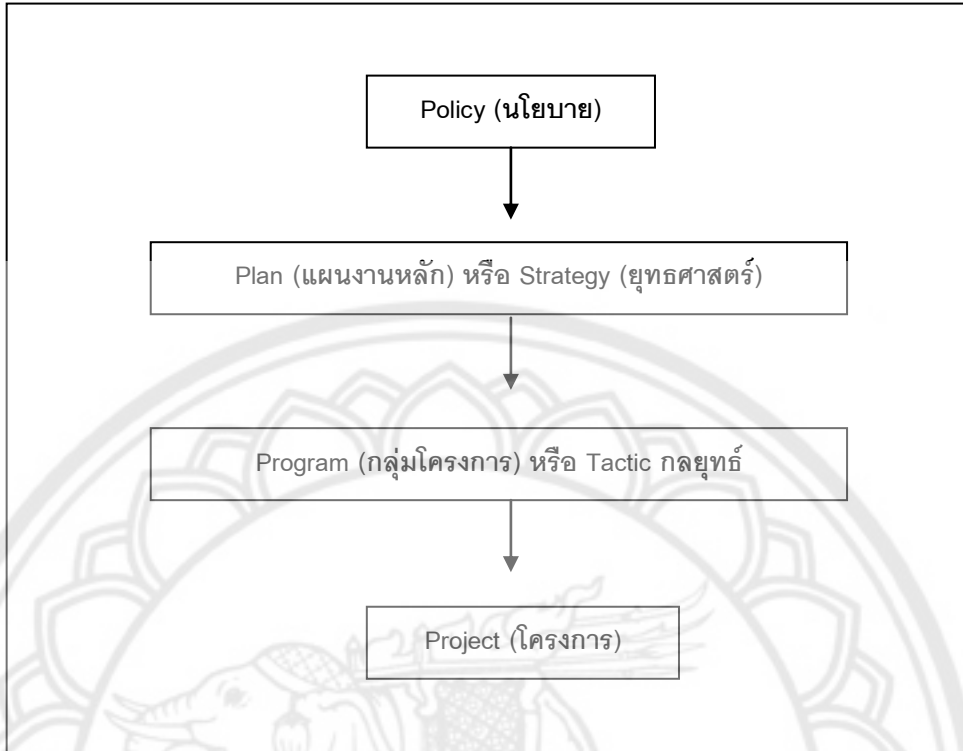 Policy (นโยบาย)
Plan (แผนงานหลัก) หรือ Strategy (ยุทธศาสตร์)
Program (กลุ่มโครงการ) หรือ Tactic กลยุทธ์
Project (โครงการ)